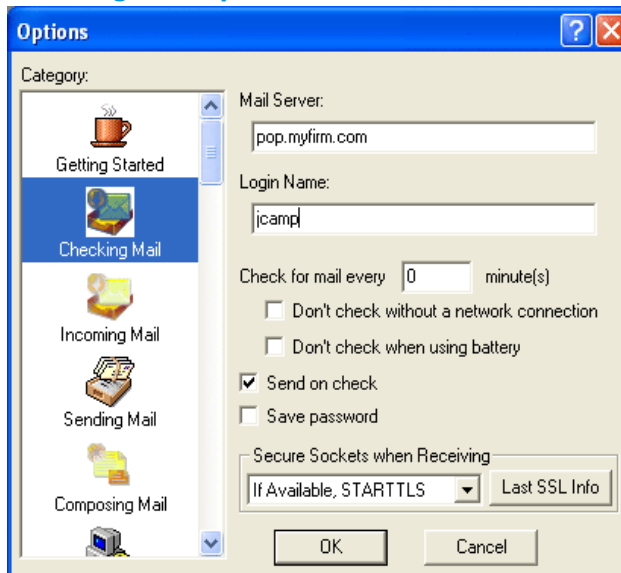 Options
Category:
Getting Started
Checking Mail
Incoming Mail
Sending Mail
Composing Mail
Mail Server:
pop.myfirm.com
Login Name:
jcamp
Check for mail every 0 minute(s)
Don't check without a network connection
Don't check when using battery
Send on check
Save password
Secure Sockets when Receiving
If Available, STARTTLS
Last SSL Info
OK
Cancel